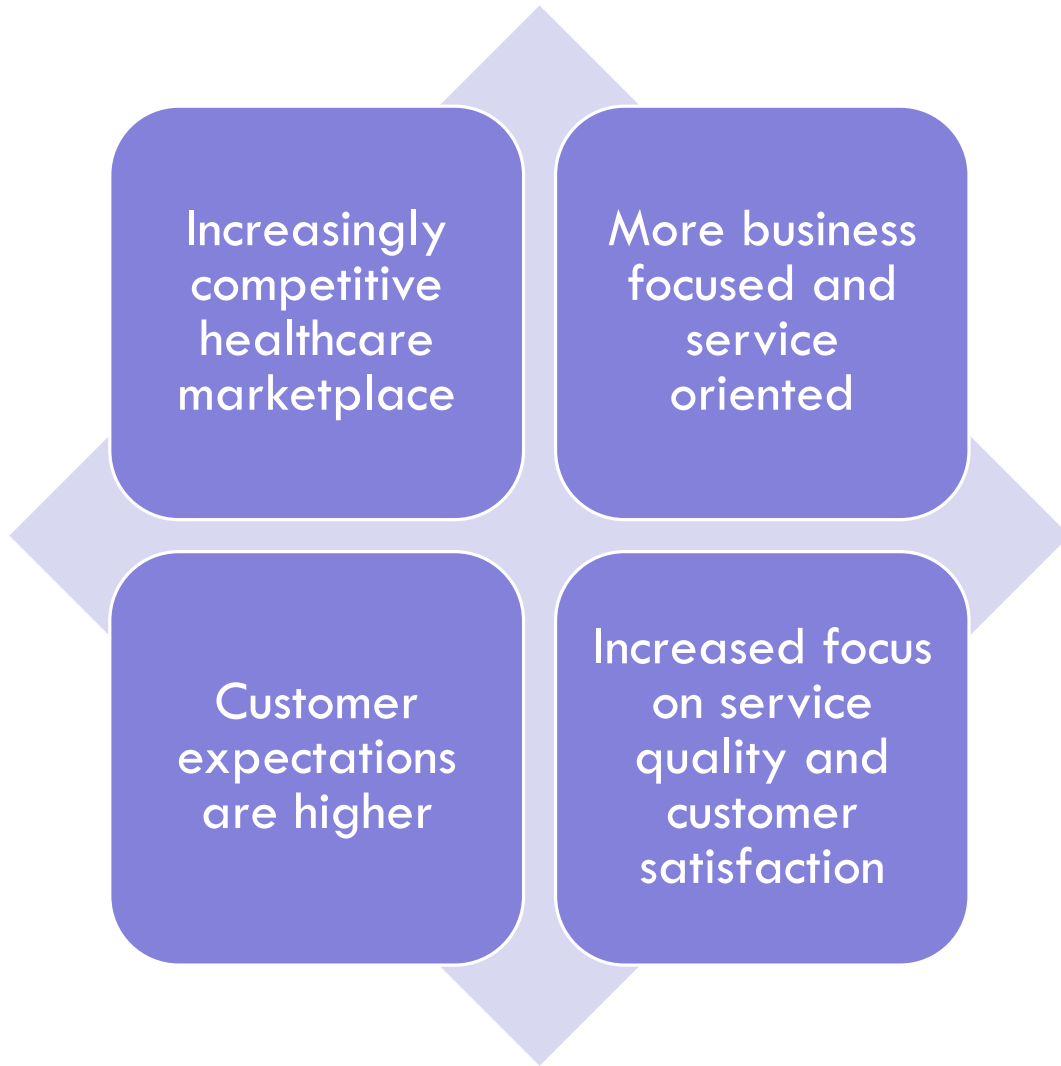 Increasingly
competitive
healthcare
marketplace
More business
focused and
service
oriented
Customer
expectations
are higher
Increased focus
on service
quality and
customer
satisfaction